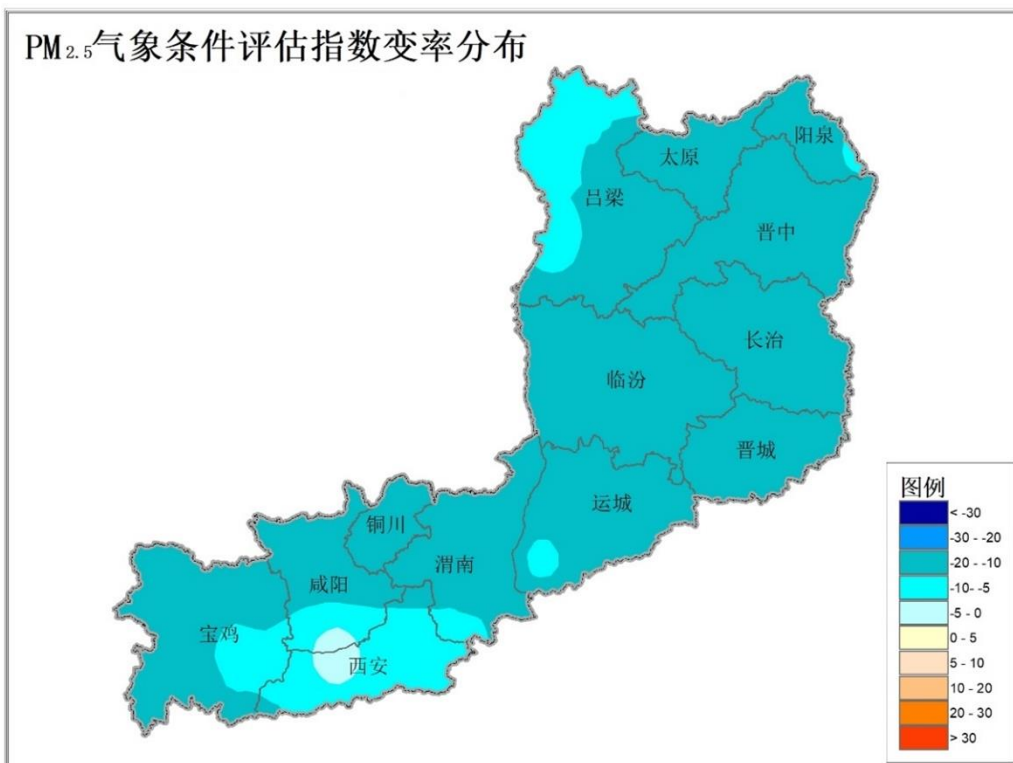 PM2.5气象条件评估指数变率分布
阳泉
太原
吕梁
晋中
长治
临汾
晋城
运城
铜川
渭南
咸阳
宝鸡
西安
图例
< -30
-30 - -20
-20 - -10
-10- -5
-5 - 0
0 - 5
5 - 10
10 - 20
20 - 30
> 30